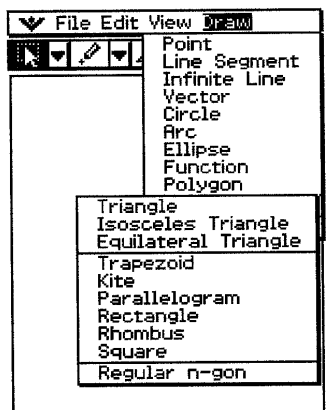 File Edit View Draw
Point
Line Segment
Infinite Line
Vector
Circle
Arc
Ellipse
Function
Polygon
Triangle
Isosceles Triangle
Equilateral Triangle
Trapezoid
Kite
Parallelogram
Rectangle
Rhombus
Square
Regular n-gon